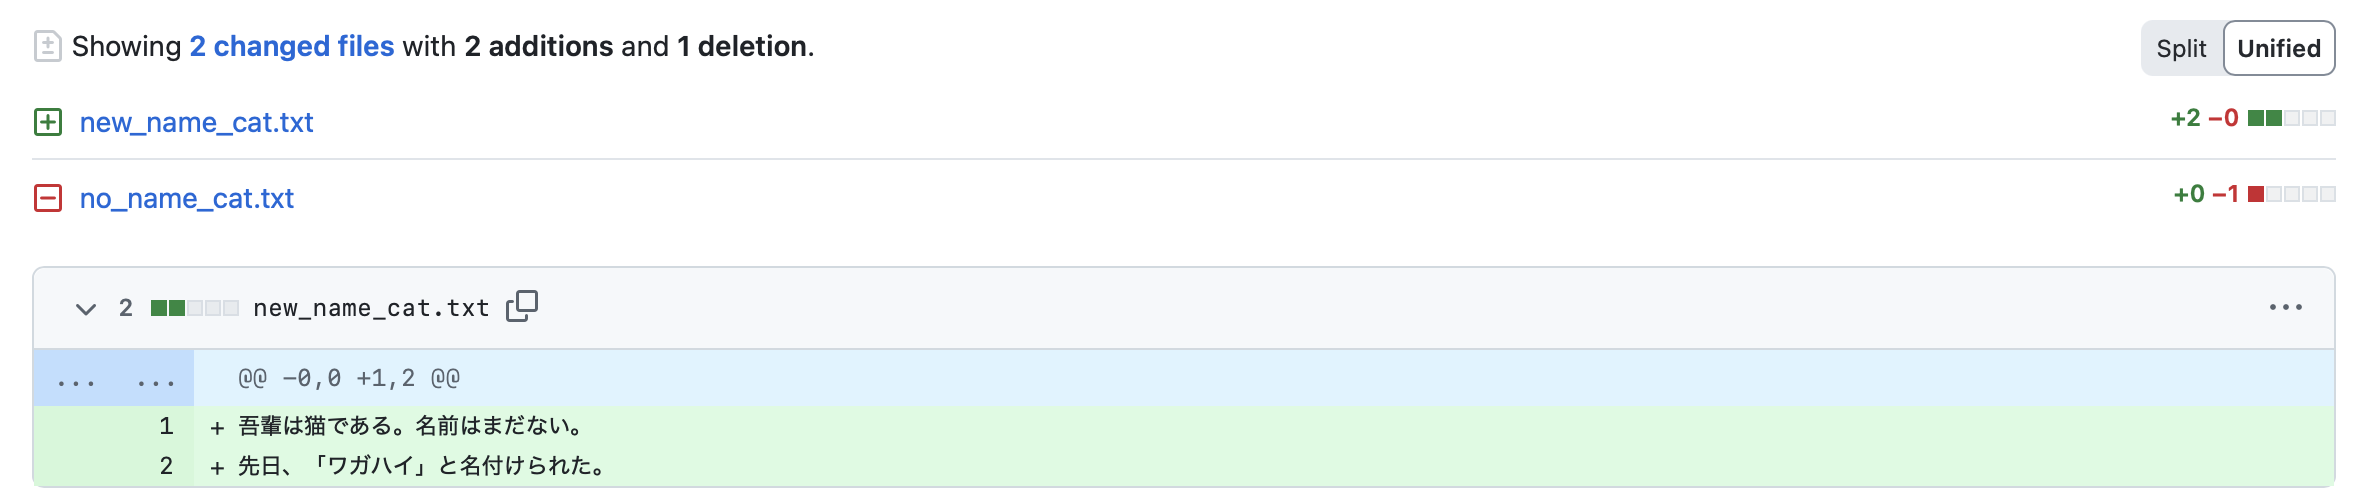 Showing 2 changed files with 2 additions and 1 deletion.
Split Unified
new_name_cat.txt +2 −0
no_name_cat.txt +0 −1
2 new_name_cat.txt ...
... ... @@ −0,0 +1,2 @@
1 + 吾輩は猫である。名前はまだない。
2 + 先日、「ワガハイ」と名付けられた。